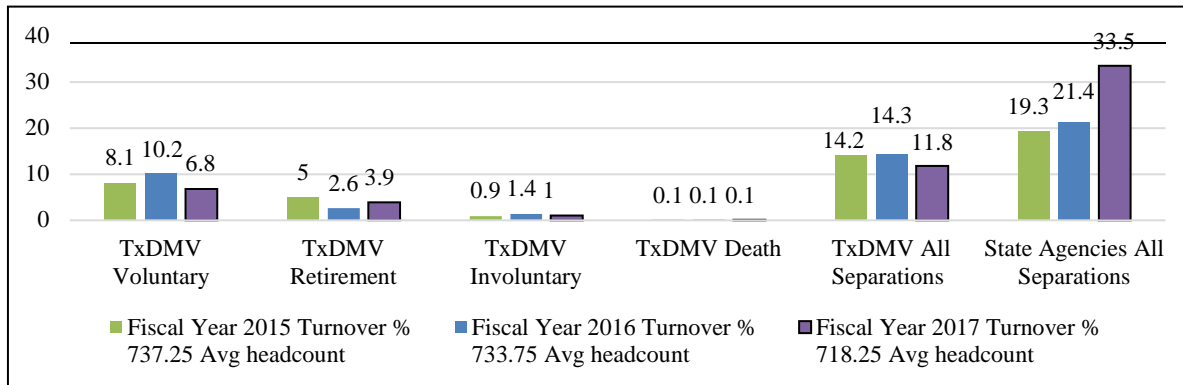 40
30
20
10
0
8.1 10.2 6.8
5 2.6 3.9
0.9 1.4 1
0.1 0.1 0.1
14.2 14.3 11.8
19.3 21.4 33.5
TxDMV
Voluntary
TxDMV
Retirement
TxDMV
Involuntary
TxDMV Death
TxDMV All
Separations
State Agencies All
Separations
Fiscal Year 2015 Turnover %
737.25 Avg headcount
Fiscal Year 2016 Turnover %
733.75 Avg headcount
Fiscal Year 2017 Turnover %
718.25 Avg headcount